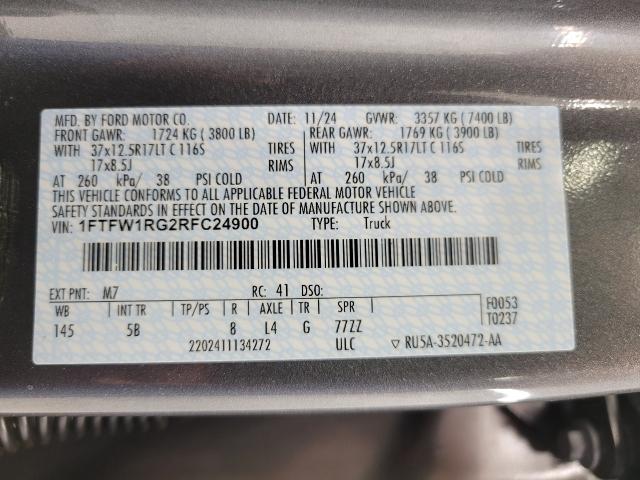 MFD. BY FORD MOTOR CO. DATE: 11/24 GVWR: 3357 KG ( 7400 LB)
FRONT GAWR: 1724 KG ( 3800 LB) REAR GAWR: 1769 KG ( 3900 LB)
WITH 37x12.5R17LT C 116S TIRES WITH 37x12.5R17LT C 116S TIRES
17x8.5J RIMS 17x8.5J RIMS
AT 260 kPa/ 38 PSI COLD AT 260 kPa/ 38 PSI COLD
THIS VEHICLE CONFORMS TO ALL APPLICABLE FEDERAL MOTOR VEHICLE
SAFETY STANDARDS IN EFFECT ON THE DATE OF MANUFACTURE SHOWN ABOVE.
VIN: 1FTFW1RG2RFC24900 TYPE: Truck
EXT PNT: M7 RC: 41 DSO: F0053
WB INT TR TP/PS R AXLE TR SPR T0237
145 5B 8 L4 G 77ZZ
2202411134272 ULC ▽ RU5A-3520472-AA